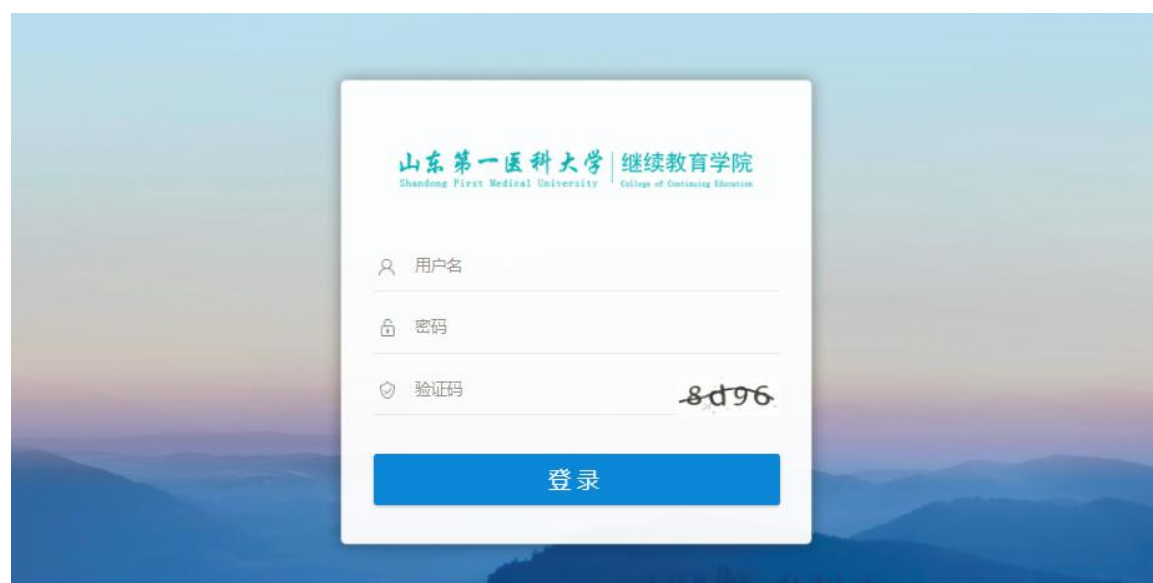 山东第一医科大学 继续教育学院
Shandong First Medical University College of Continuing Education
用户名
密码
验证码 8d96
登录